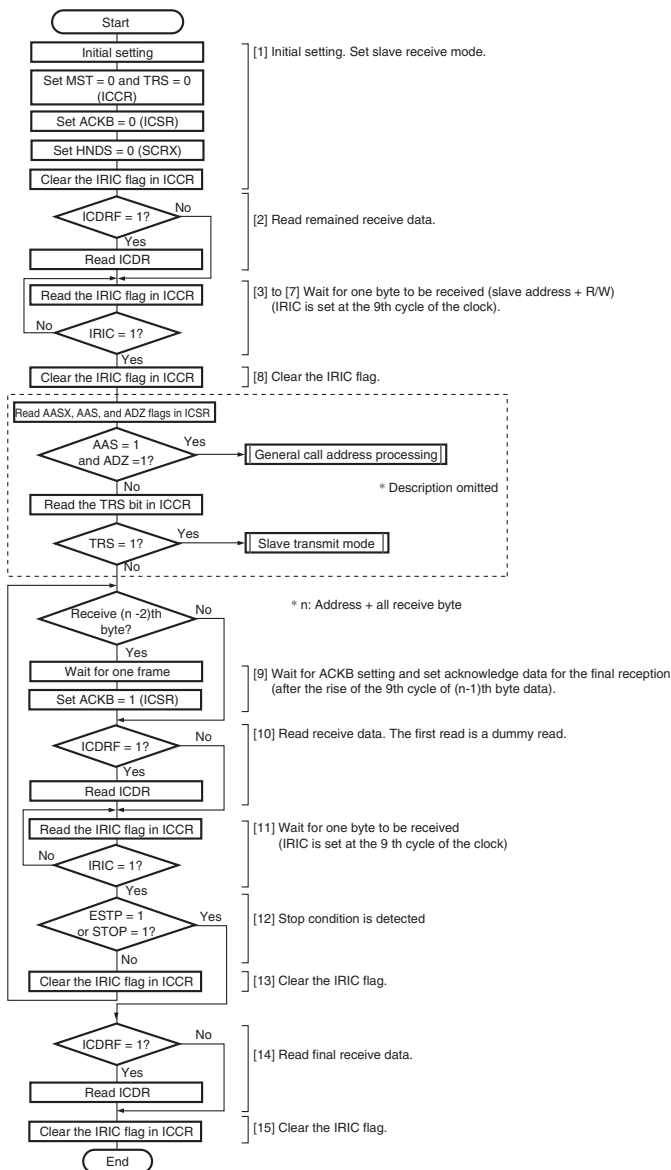 Start
Initial setting
[1] Initial setting. Set slave receive mode.
Set MST = 0 and TRS = 0
(ICCR)
Set ACKB = 0 (ICSR)
Set HNDS = 0 (SCRX)
Clear the IRIC flag in ICCR
ICDRF = 1?
No
[2] Read remained receive data.
Yes
Read ICDR
Read the IRIC flag in ICCR
[3] to [7] Wait for one byte to be received (slave address + R/W)
(IRIC is set at the 9th cycle of the clock).
No
IRIC = 1?
Yes
Clear the IRIC flag in ICCR
[8] Clear the IRIC flag.
Read AASX, AAS, and ADZ flags in ICSR
AAS = 1
and ADZ =1?
Yes
General call address processing
No
* Description omitted
Read the TRS bit in ICCR
TRS = 1?
Yes
Slave transmit mode
No
* n: Address + all receive byte
Receive (n -2)th
byte?
No
Yes
Wait for one frame
[9] Wait for ACKB setting and set acknowledge data for the final reception
(after the rise of the 9th cycle of (n-1)th byte data).
Set ACKB = 1 (ICSR)
ICDRF = 1?
No
[10] Read receive data. The first read is a dummy read.
Yes
Read ICDR
Read the IRIC flag in ICCR
[11] Wait for one byte to be received
(IRIC is set at the 9 th cycle of the clock)
No
IRIC = 1?
Yes
ESTP = 1
or STOP = 1?
Yes
[12] Stop condition is detected
No
Clear the IRIC flag in ICCR
[13] Clear the IRIC flag.
ICDRF = 1?
No
[14] Read final receive data.
Yes
Read ICDR
Clear the IRIC flag in ICCR
[15] Clear the IRIC flag.
End